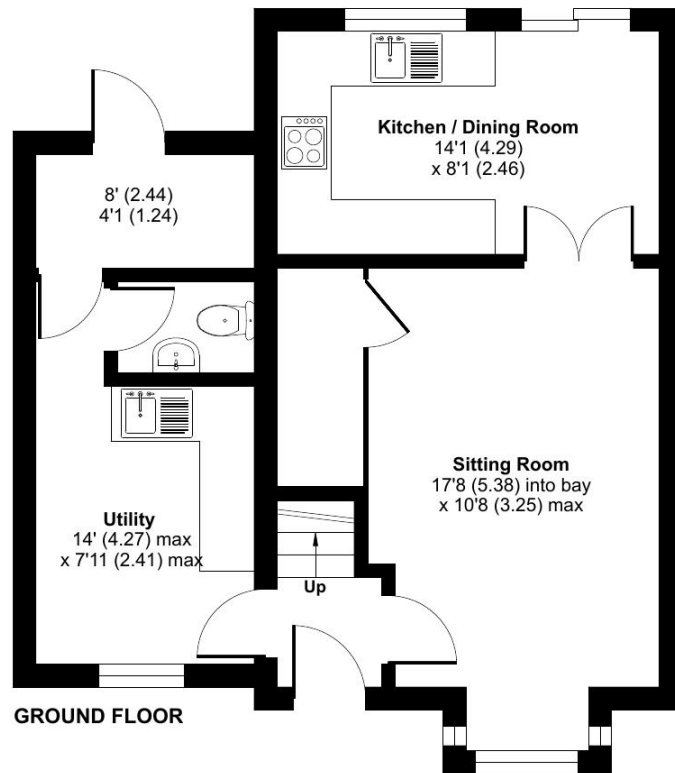 Kitchen / Dining Room
14'1 (4.29)
x 8'1 (2.46)
8' (2.44)
4'1 (1.24)
Sitting Room
17'8 (5.38) into bay
x 10'8 (3.25) max
Utility
14' (4.27) max
x 7'11 (2.41) max
Up
GROUND FLOOR